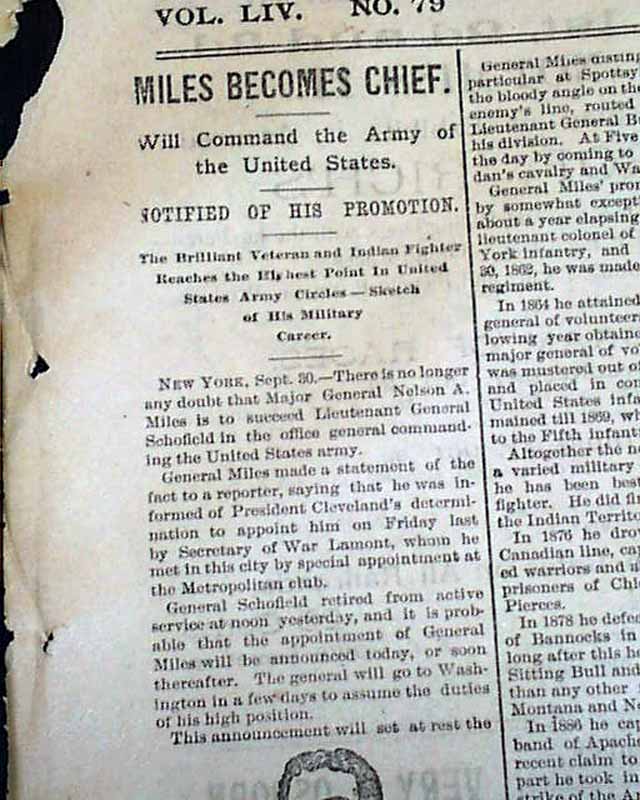 VOL. LIV. NO. 79
MILES BECOMES CHIEF.
Will Command the Army of
the United States.
NOTIFIED OF HIS PROMOTION.
The Brilliant Veteran and Indian Fighter
Reaches the Highest Point In United
States Army Circles—Sketch
of His Military
Career.
NEW YORK, Sept. 30.—There is no longer
any doubt that Major General Nelson A.
Miles is to succeed Lieutenant General
Schofield in the office general command-
ing the United States army.
General Miles made a statement of the
fact to a reporter, saying that he was in-
formed of President Cleveland's determi-
nation to appoint him on Friday last
by Secretary of War Lamont, whom he
met in this city by special appointment at
the Metropolitan club.
General Schofield retired from active
service at noon yesterday, and it is prob-
able that the appointment of General
Miles will be announced today, or soon
thereafter. The general will go to Wash-
ington in a few days to assume the duties
of his high position.
This announcement will set at rest the
General Miles disting
particular at Spottsy
the bloody angle on the
enemy's line, routed
Lieutenant General B
his division. At Five
the day by coming to
dan's cavalry and Wa
General Miles' pro
by somewhat except
about a year elapsing
lieutenant colonel of
York infantry, and
30, 1862, he was made
regiment.
In 1864 he attained
general of volunteer
lowing year obtaine
major general of vo
was mustered out o
and placed in co
United States infa
mained till 1869, w
to the Fifth infant
Altogether the n
a varied military
he has been bes
fighter. He did f
the Indian Territo
In 1876 he dro
Canadian line, ca
ed warriors and a
prisoners of Chi
Pierces.
In 1878 he defe
of Bannocks in
long after this h
Sitting Bull and
than any other
Montana and N
In 1886 he ca
band of Apach
recent claim to
part he took in
strike of the A